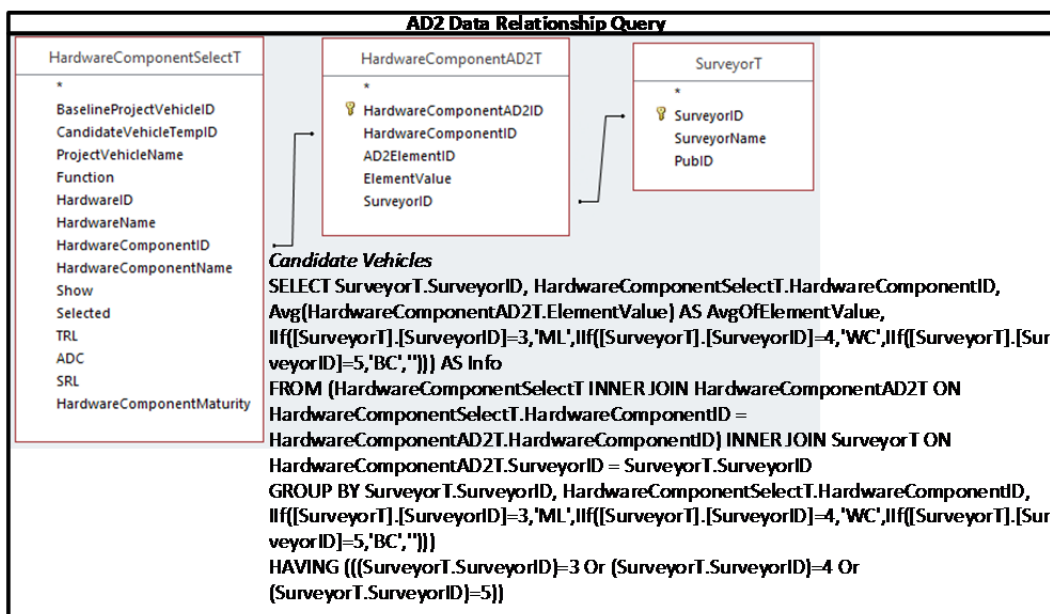 AD2 Data Relationship Query
HardwareComponentSelectT
*
BaselineProjectVehicleID
CandidateVehicleTempID
ProjectVehicleName
Function
HardwareID
HardwareName
HardwareComponentID
HardwareComponentName
Show
Selected
TRL
ADC
SRL
HardwareComponentMaturity
HardwareComponentAD2T
*
HardwareComponentAD2ID
HardwareComponentID
AD2ElementID
ElementValue
SurveyorID
SurveyorT
*
SurveyorID
SurveyorName
PubID
Candidate Vehicles
SELECT SurveyorT.SurveyorID, HardwareComponentSelectT.HardwareComponentID,
Avg(HardwareComponentAD2T.ElementValue) AS AvgOfElementValue,
IIf([SurveyorT].[SurveyorID]=3,'ML',IIf([SurveyorT].[SurveyorID]=4,'WC',IIf([SurveyorT].[Sur
veyorID]=5,'BC',''))) AS Info
FROM (HardwareComponentSelectT INNER JOIN HardwareComponentAD2T ON
HardwareComponentSelectT.HardwareComponentID =
HardwareComponentAD2T.HardwareComponentID) INNER JOIN SurveyorT ON
HardwareComponentAD2T.SurveyorID = SurveyorT.SurveyorID
GROUP BY SurveyorT.SurveyorID, HardwareComponentSelectT.HardwareComponentID,
IIf([SurveyorT].[SurveyorID]=3,'ML',IIf([SurveyorT].[SurveyorID]=4,'WC',IIf([SurveyorT].[Sur
veyorID]=5,'BC','')))
HAVING (((SurveyorT.SurveyorID)=3 Or (SurveyorT.SurveyorID)=4 Or
(SurveyorT.SurveyorID)=5))